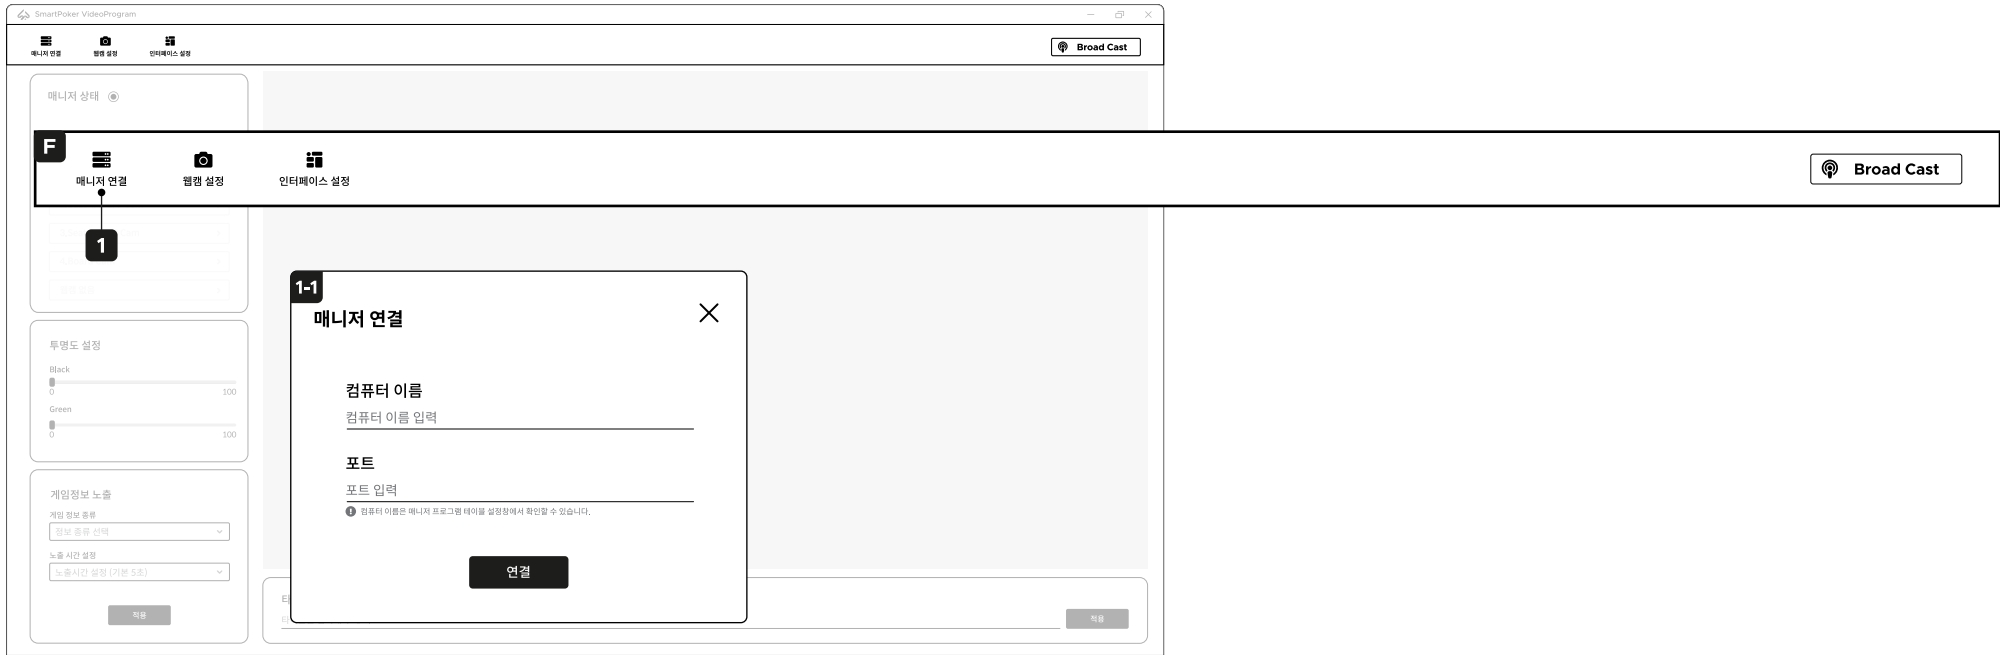 SmartPoker VideoProgram
매니저 연결
웹캠 설정
인터페이스 설정
Broad Cast
매니저 상태
F
매니저 연결
웹캠 설정
인터페이스 설정
Broad Cast
1
1-1
매니저 연결
컴퓨터 이름
컴퓨터 이름 입력
포트
포트 입력
컴퓨터 이름은 매니저 프로그램 테이블 설정창에서 확인할 수 있습니다.
연결
투명도 설정
Black
0 100
Green
0 100
게임정보 노출
게임 정보 종류
정보 종류 선택
노출 시간 설정
노출시간 설정 (기본 5초)
적용
적용